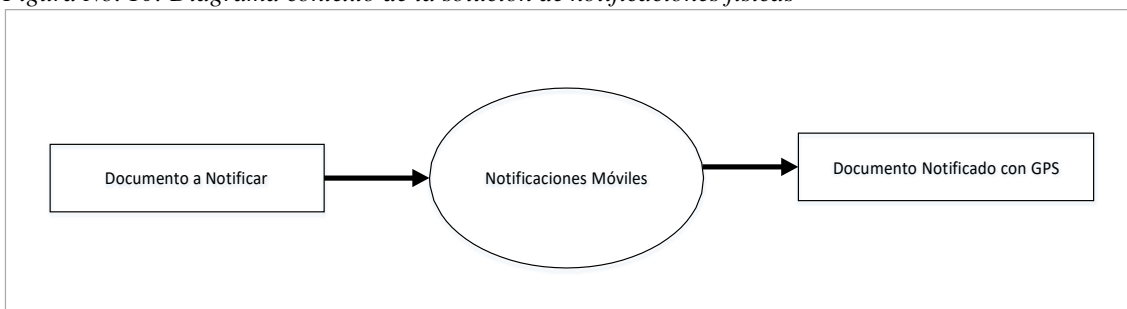 Figura No. 10: Diagrama contexto de la solución de notificaciones físicas
Documento a Notificar
Notificaciones Móviles
Documento Notificado con GPS